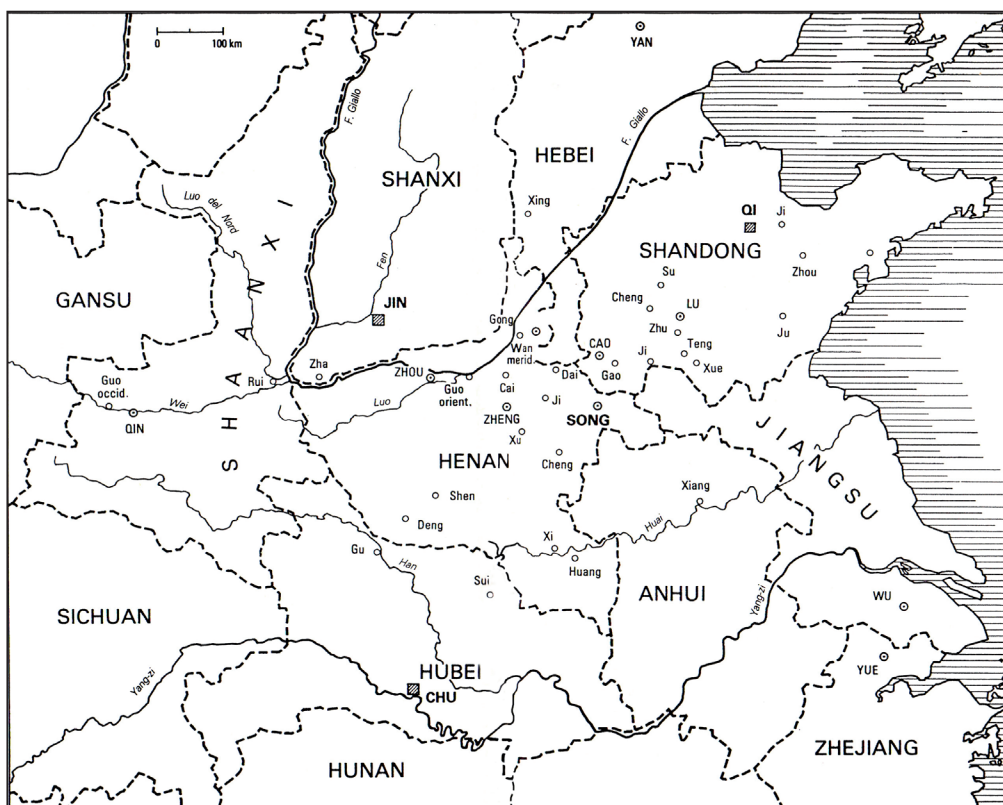 0 100 km
YAN
F. Giallo
F. Giallo
HEBEI
SHANXI
Xing
Luo del Nord
QI
Ji
SHANDONG
Zhou
Fen
Su
GANSU
JIN
Cheng
LU
Ju
Gong
Zhu
Wan
merid.
CAO
Teng
Ji
Zha
ZHOU
Dai
Gao
Xue
Rui
Guo
orient.
Cai
Guo
occid.
Wei
Luo
Ji
QIN
ZHENG
SONG
JIANGSU
SHAANXI
Xu
HENAN
Cheng
Shen
Xiang
Deng
Huai
Gu
Xi
Han
Huang
Sui
ANHUI
SICHUAN
Yang-zi
WU
YUE
Yang-zi
HUBEI
CHU
ZHEJIANG
HUNAN